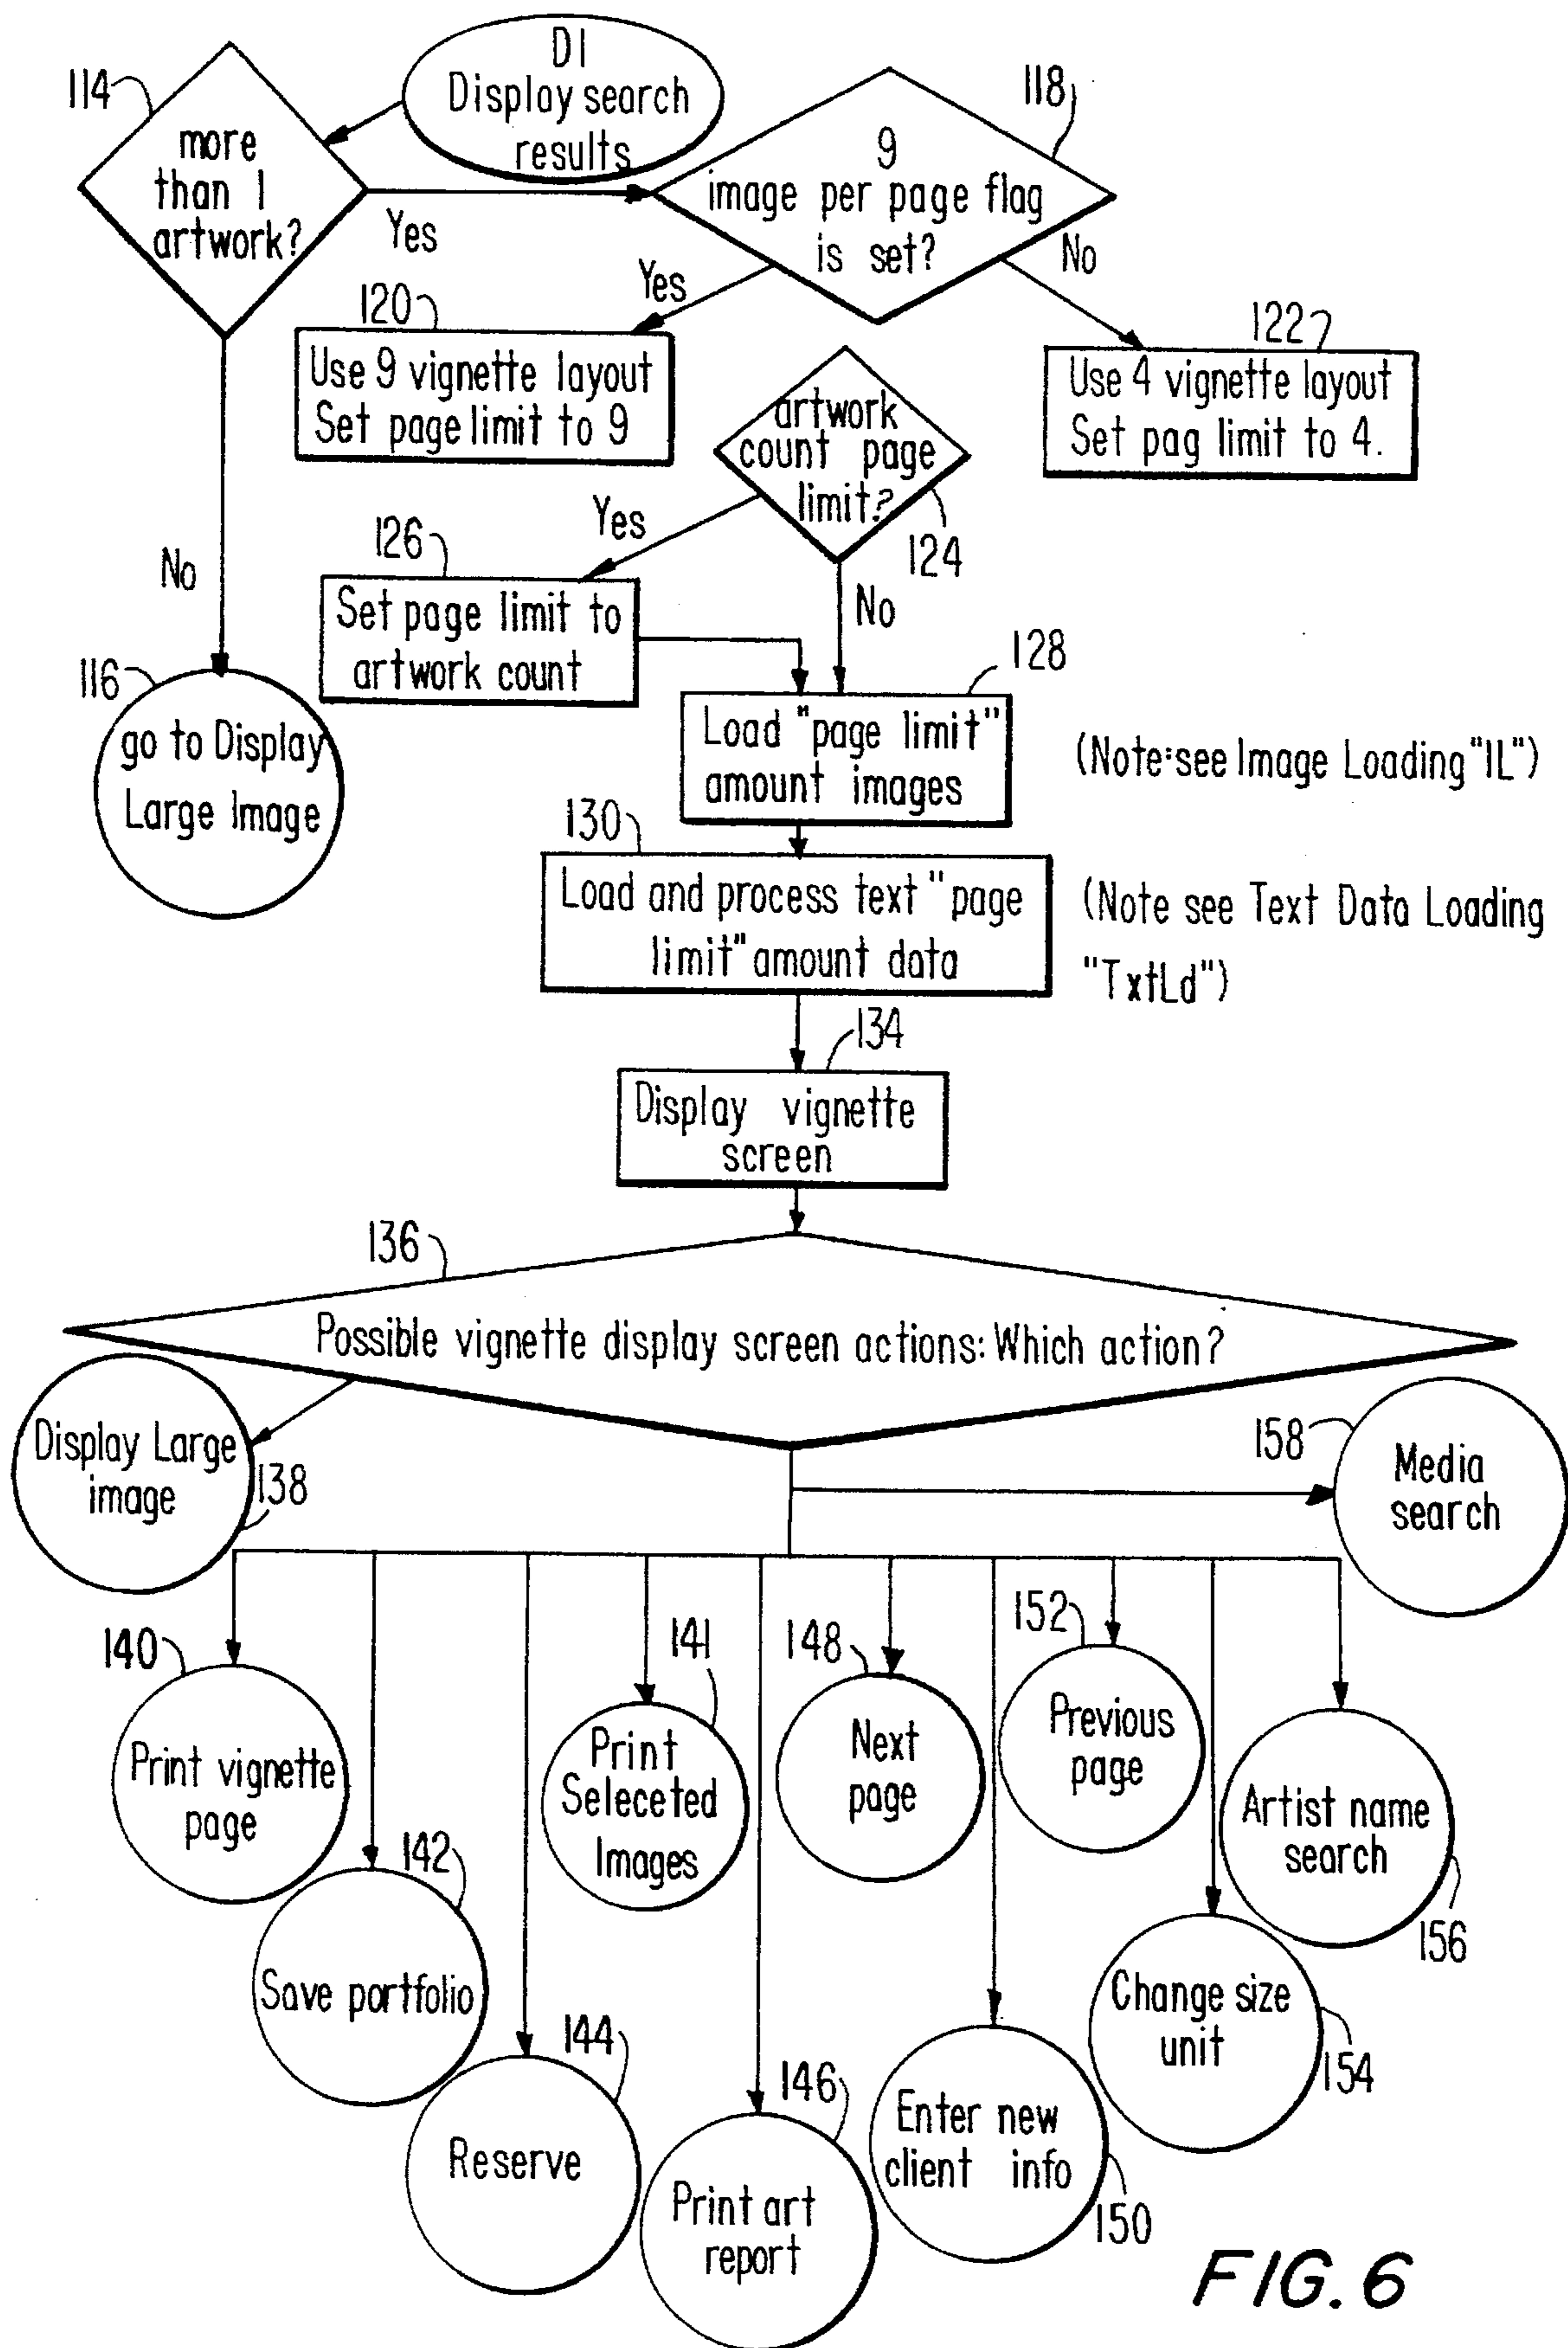 D1
Display search
results
114
more
than 1
artwork?
Yes
No
118
9
image per page flag
is set?
Yes
No
120
Use 9 vignette layout
Set page limit to 9
122
Use 4 vignette layout
Set pag limit to 4.
artwork
count page
limit?
124
Yes
No
126
Set page limit to
artwork count
116
go to Display
Large Image
128
Load "page limit"
amount images
(Note:see Image Loading"IL")
130
Load and process text "page
limit" amount data
(Note see Text Data Loading
"TxtLd")
134
Display vignette
screen
136
Possible vignette display screen actions: Which action?
Display Large
image
138
158
Media
search
140
Print vignette
page
142
Save portfolio
144
Reserve
141
Print
Seleceted
Images
146
Print art
report
148
Next
page
150
Enter new
client info
152
Previous
page
154
Change size
unit
156
Artist name
search
FIG. 6